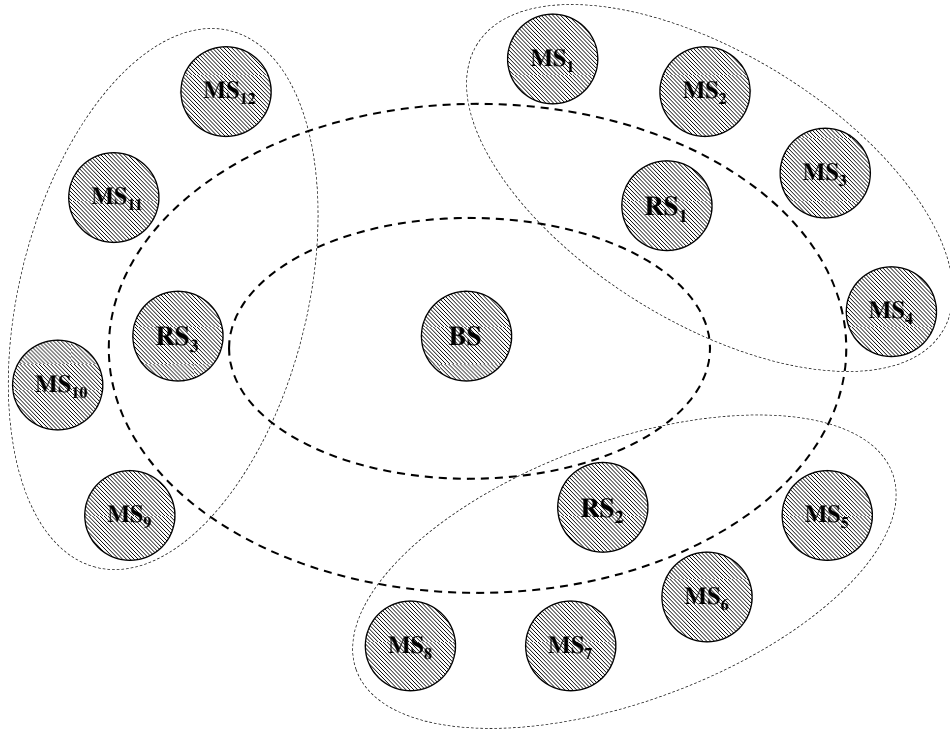 MS₁
MS₂
MS₁₂
MS₃
MS₁₁
RS₁
MS₄
RS₃
BS
MS₁₀
RS₂
MS₅
MS₉
MS₆
MS₈
MS₇